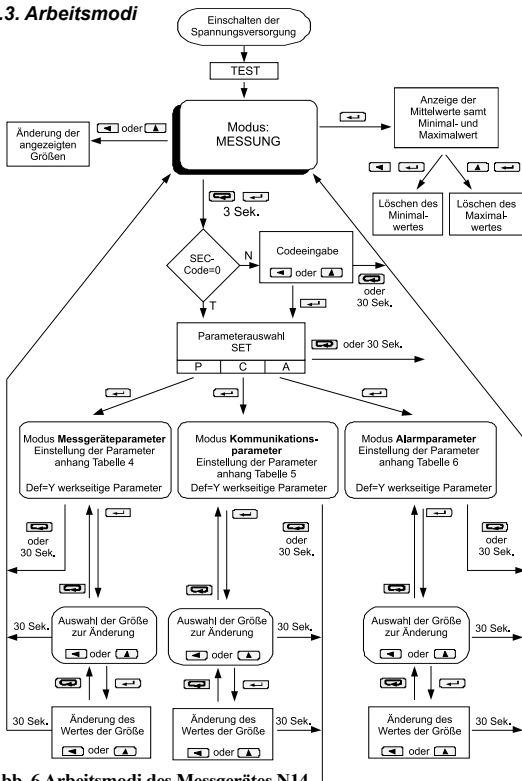 .3. Arbeitsmodi
Einschalten der
Spannungsversorgung
TEST
Modus:
MESSUNG
oder
Änderung der
angezeigten
Größen
Anzeige der
Mittelwerte samt
Minimal- und
Maximalwert
Löschen des
Minimal-
wertes
Löschen des
Maximal-
wertes
3 Sek.
SEC-
Code=0
N
T
Codeeingabe
oder
oder
30 Sek.
Parameterauswahl
SET
P C A
oder 30 Sek.
Modus Messgeräteparameter
Einstellung der Parameter
anhang Tabelle 4
Def=Y werkseitige Parameter
Modus Kommunikations-
parameter
Einstellung der Parameter
anhang Tabelle 5
Def=Y werkseitige Parameter
Modus Alarmparameter
Einstellung der Parameter
anhang Tabelle 6
Def=Y werkseitige Parameter
oder
30 Sek.
oder
30 Sek.
oder
30 Sek.
30 Sek.
Auswahl der Größe
zur Änderung
oder
Auswahl der Größe
zur Änderung
oder
30 Sek.
Auswahl der Größe
zur Änderung
oder
30 Sek.
30 Sek.
Änderung des
Wertes der Größe
oder
Änderung des
Wertes der Größe
oder
30 Sek.
Änderung des
Wertes der Größe
oder
30 Sek.
bb. 6 Arbeitsmodi des Messgerätes N14